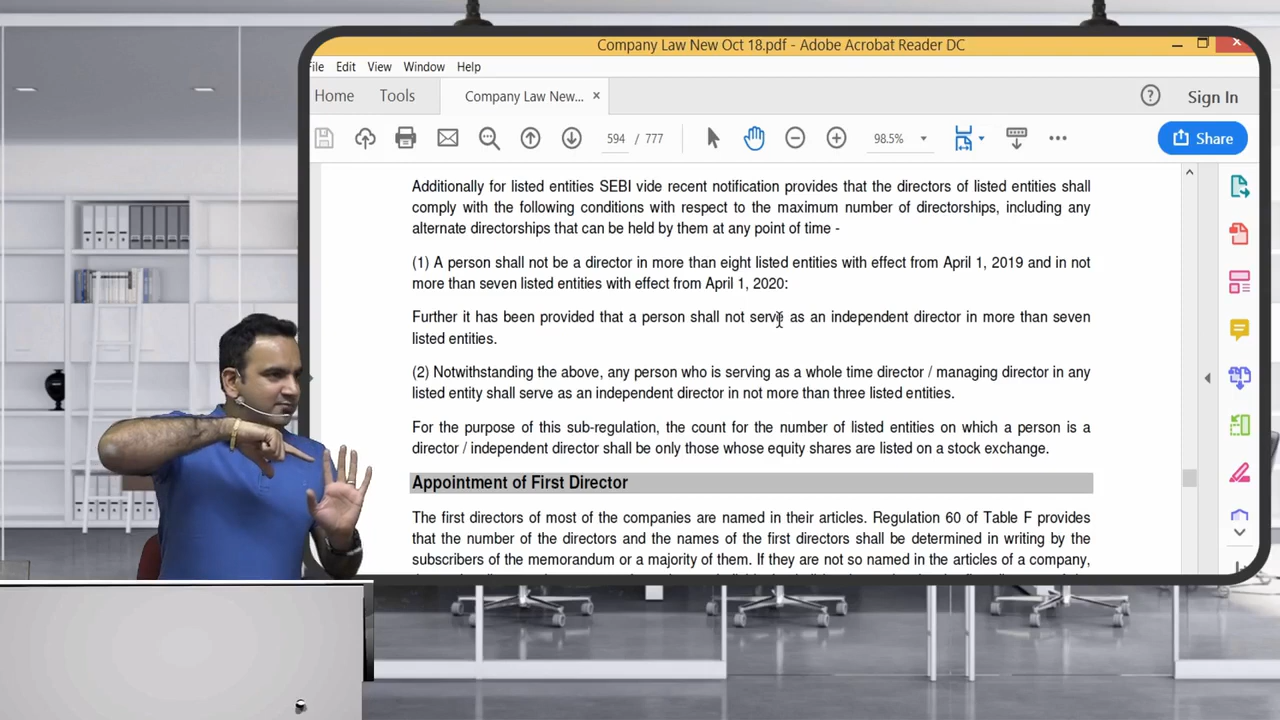 Company Law New Oct 18.pdf - Adobe Acrobat Reader DC
File Edit View Window Help
Home Tools Company Law New... × Sign In
594 / 777 98.5% Share
Additionally for listed entities SEBI vide recent notification provides that the directors of listed entities shall
comply with the following conditions with respect to the maximum number of directorships, including any
alternate directorships that can be held by them at any point of time -
(1) A person shall not be a director in more than eight listed entities with effect from April 1, 2019 and in not
more than seven listed entities with effect from April 1, 2020:
Further it has been provided that a person shall not serve as an independent director in more than seven
listed entities.
(2) Notwithstanding the above, any person who is serving as a whole time director / managing director in any
listed entity shall serve as an independent director in not more than three listed entities.
For the purpose of this sub-regulation, the count for the number of listed entities on which a person is a
director / independent director shall be only those whose equity shares are listed on a stock exchange.
Appointment of First Director
The first directors of most of the companies are named in their articles. Regulation 60 of Table F provides
that the number of the directors and the names of the first directors shall be determined in writing by the
subscribers of the memorandum or a majority of them. If they are not so named in the articles of a company,